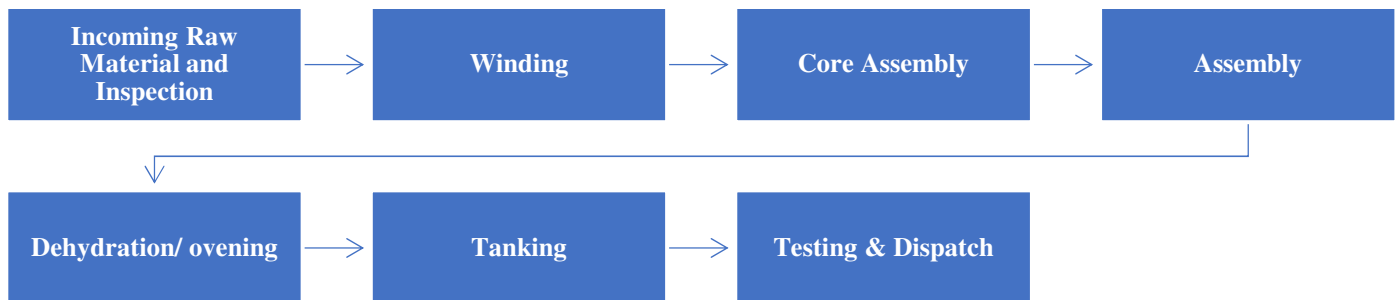 Incoming Raw
Material and
Inspection
Winding
Core Assembly
Assembly
Dehydration/ ovening
Tanking
Testing & Dispatch